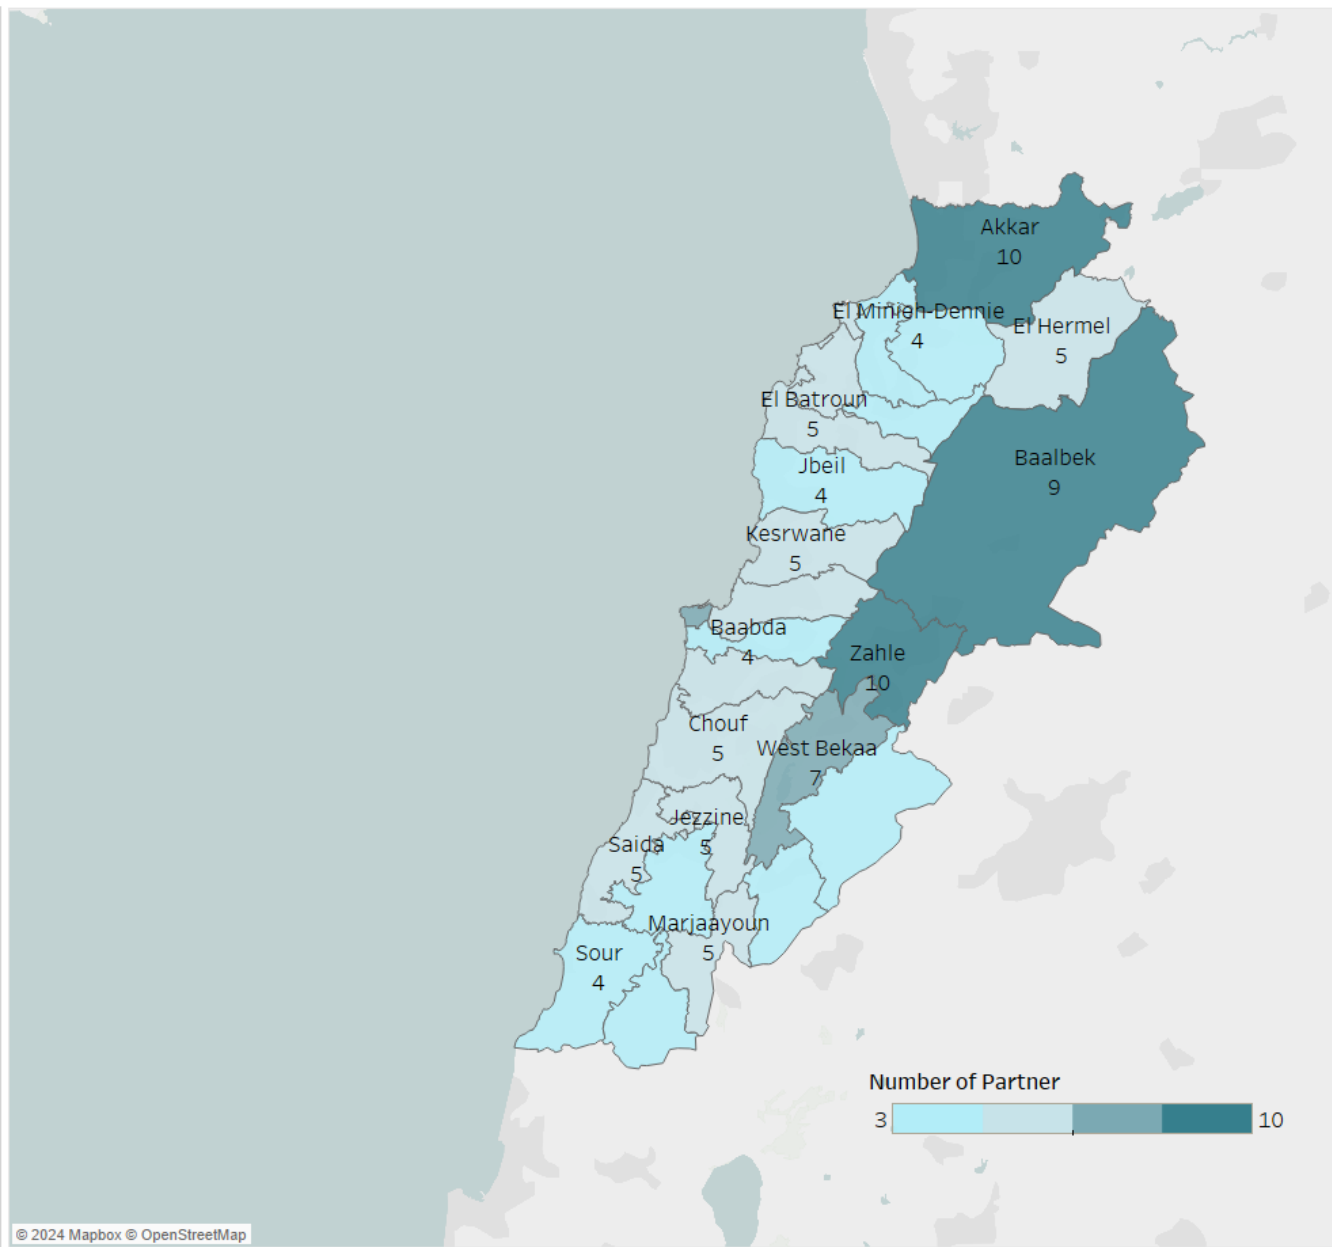 Akkar
10
El Minieh-Dennie
4
El Hermel
5
El Batroun
5
Baalbek
9
Jbeil
4
Kesrwane
5
Baabda
4
Zahle
10
Chouf
5
West Bekaa
7
Jezzine
5
Saida
5
Marjaayoun
5
Sour
4
Number of Partner
3 10
© 2024 Mapbox © OpenStreetMap